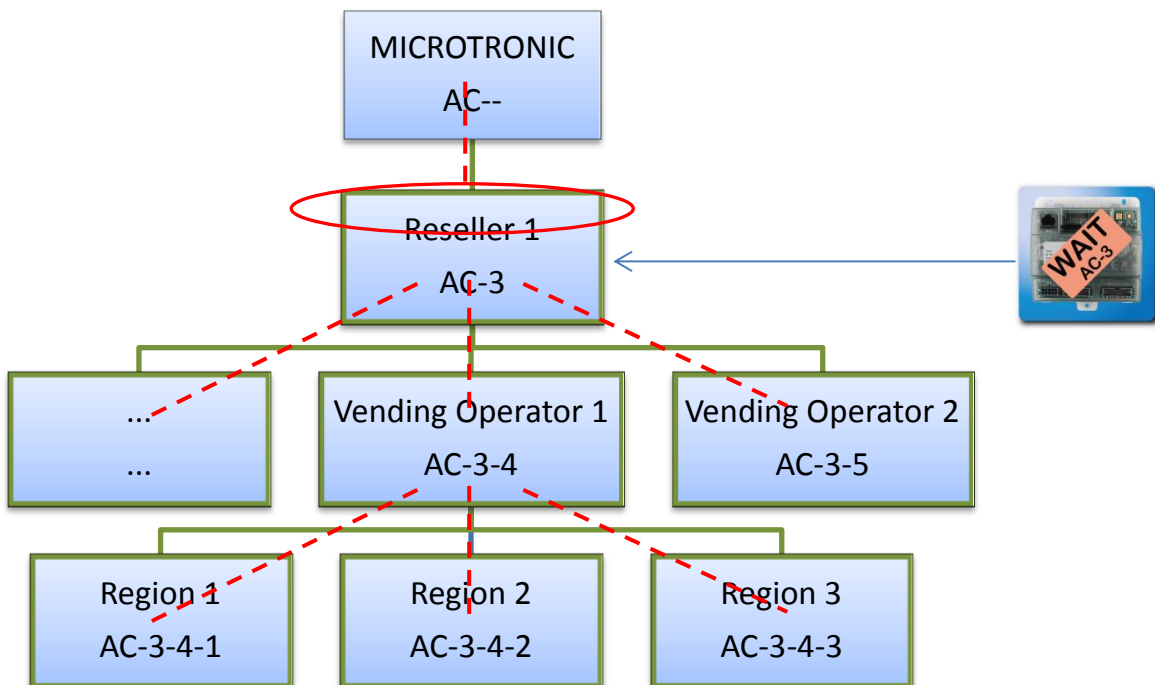 MICROTRONIC
AC--
Reseller 1
AC-3
WAIT
AC-3
...
...
Vending Operator 1
AC-3-4
Vending Operator 2
AC-3-5
Region 1
AC-3-4-1
Region 2
AC-3-4-2
Region 3
AC-3-4-3